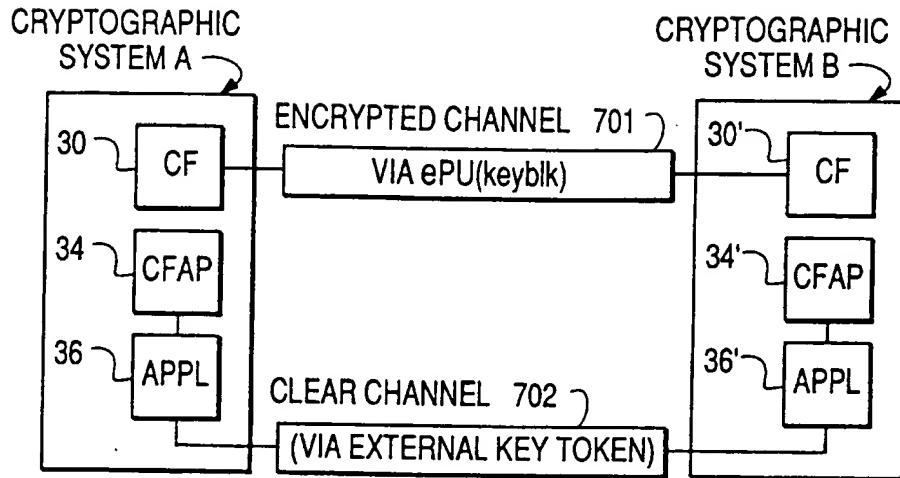 CRYPTOGRAPHIC
SYSTEM A
CRYPTOGRAPHIC
SYSTEM B
ENCRYPTED CHANNEL 701
30
CF
VIA ePU(keyblk)
30'
CF
34
CFAP
34'
CFAP
36
APPL
36'
APPL
CLEAR CHANNEL 702
(VIA EXTERNAL KEY TOKEN)